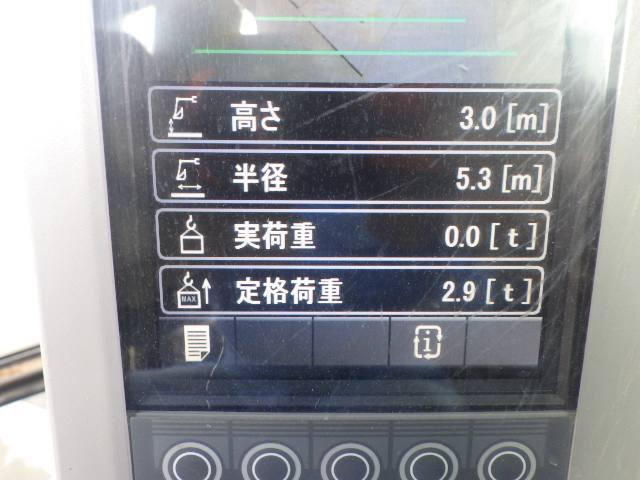 高さ 3.0 [m]
半径 5.3 [m]
実荷重 0.0 [ t ]
MAX 定格荷重 2.9 [ t ]
i